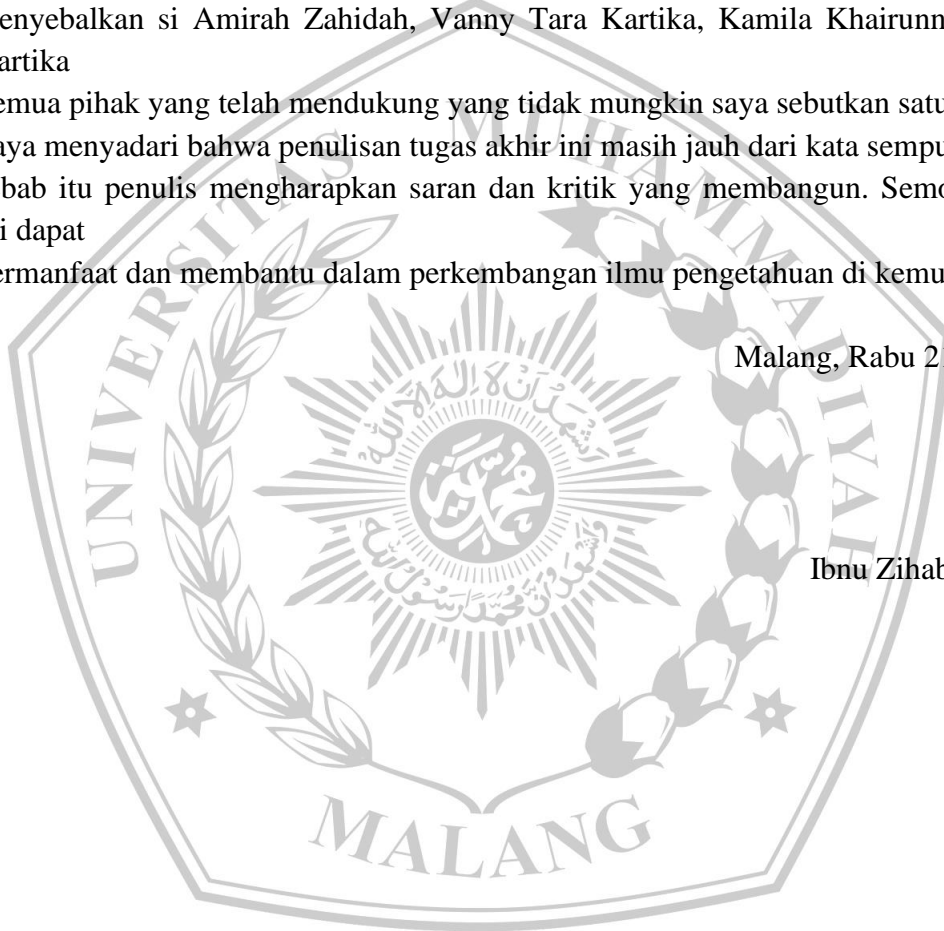 enyebalkan si Amirah Zahidah, Vanny Tara Kartika, Kamila Khairunn
artika
emua pihak yang telah mendukung yang tidak mungkin saya sebutkan satu
aya menyadari bahwa penulisan tugas akhir ini masih jauh dari kata sempu
bab itu penulis mengharapkan saran dan kritik yang membangun. Semo
i dapat
ermanfaat dan membantu dalam perkembangan ilmu pengetahuan di kemu
Malang, Rabu 21
Ibnu Zihab
UNIVERSITAS MUHAMMADIYAH
MALANG